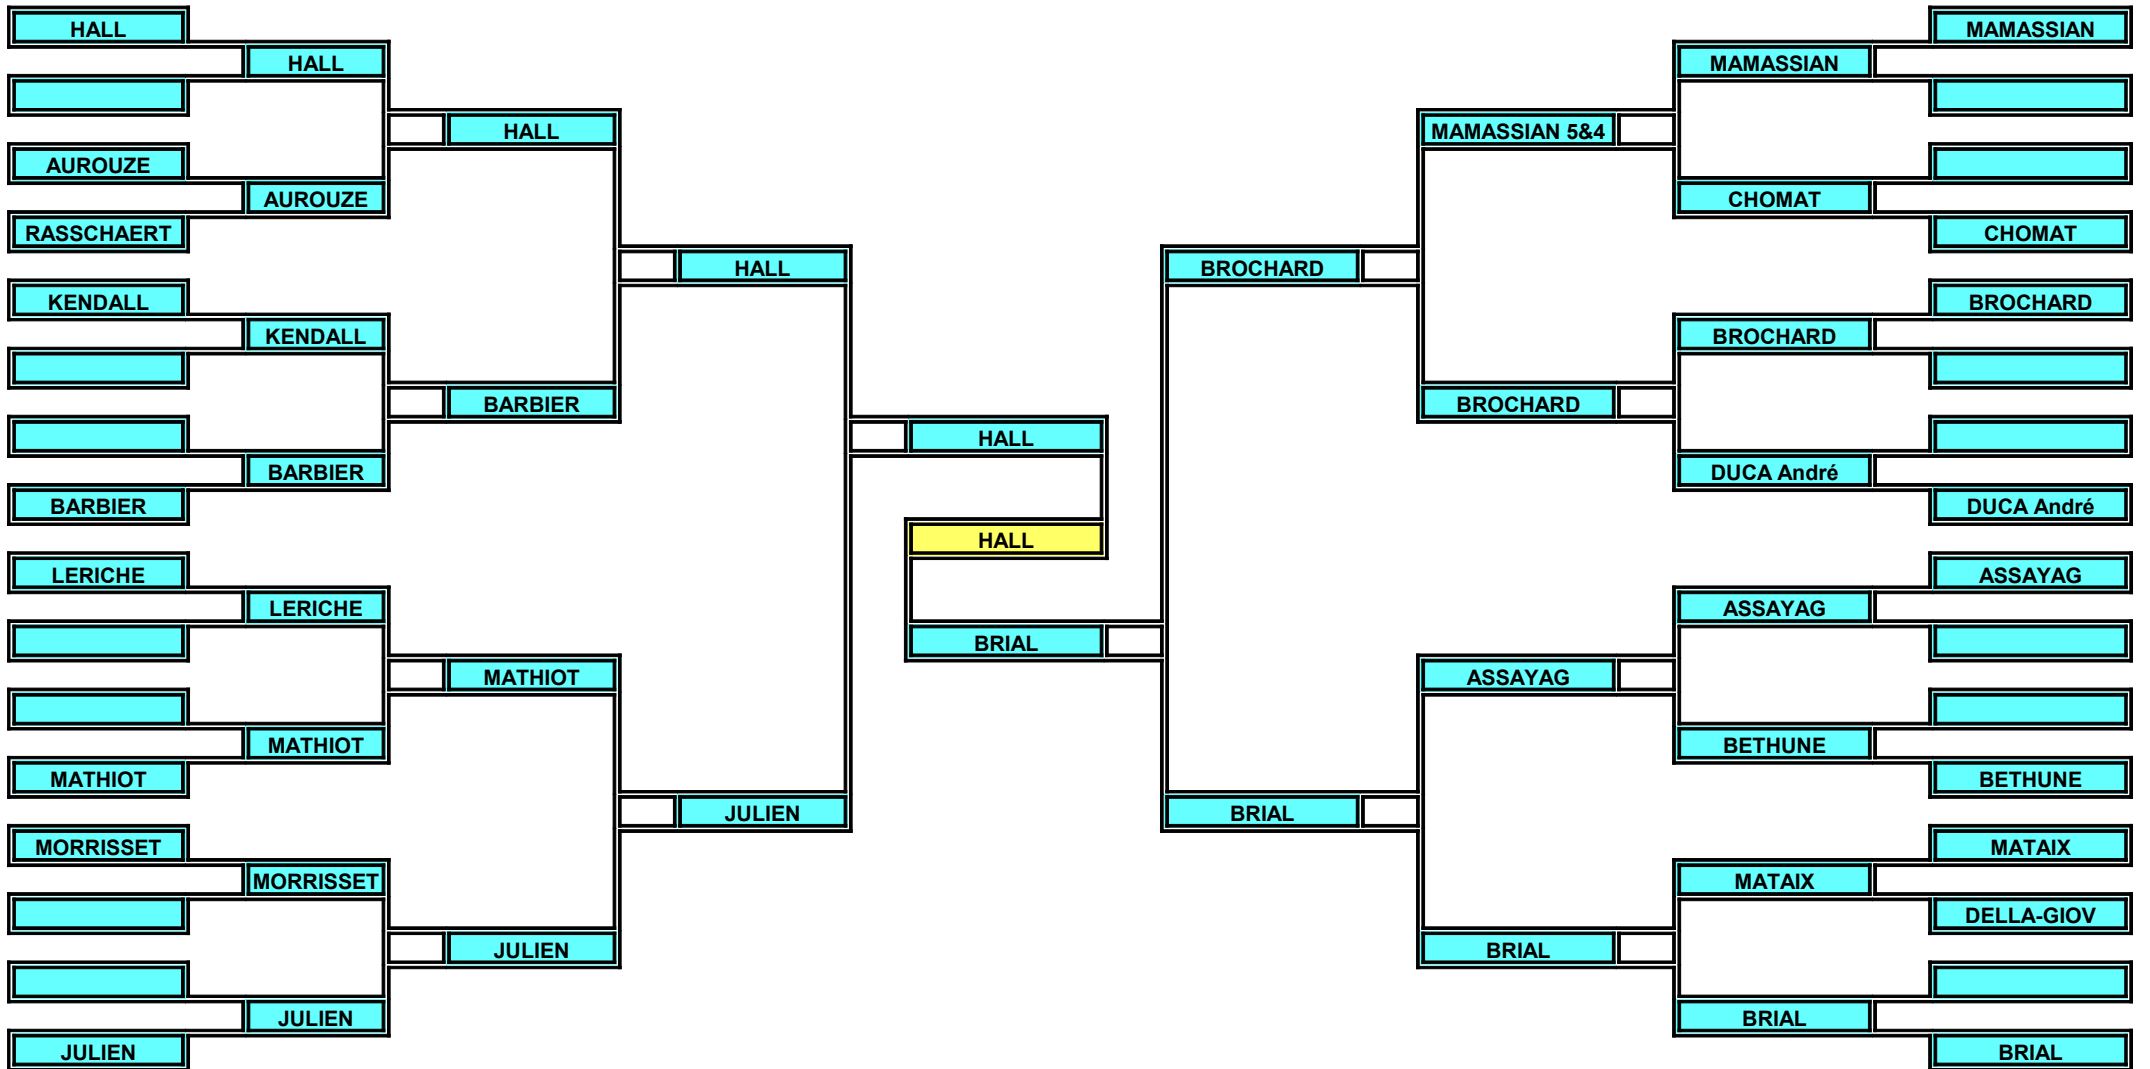 HALL
MAMASSIAN
HALL
MAMASSIAN
HALL
MAMASSIAN 5&4
AUROUZE
AUROUZE
CHOMAT
RASSCHAERT
CHOMAT
HALL
BROCHARD
KENDALL
BROCHARD
KENDALL
BROCHARD
BARBIER
BROCHARD
HALL
BARBIER
DUCA André
BARBIER
DUCA André
HALL
LERICHE
ASSAYAG
LERICHE
ASSAYAG
BRIAL
MATHIOT
ASSAYAG
MATHIOT
BETHUNE
MATHIOT
BETHUNE
JULIEN
BRIAL
MORRISSET
MATAIX
MORRISSET
MATAIX
DELLA-GIOV
JULIEN
BRIAL
JULIEN
BRIAL
JULIEN
BRIAL